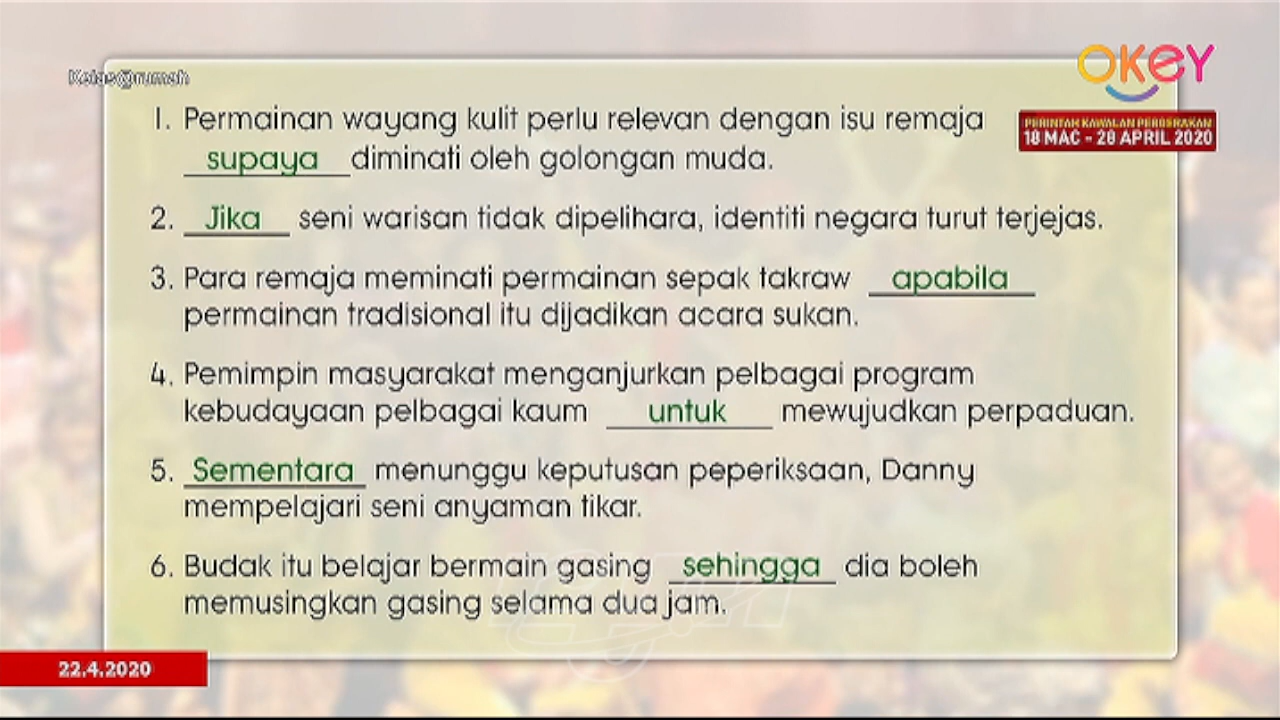 OKEY
Kelas@rumah
PERINTAH KAWALAN PERGERAKAN
18 MAC - 28 APRIL 2020
1. Permainan wayang kulit perlu relevan dengan isu remaja
supaya diminati oleh golongan muda.
2. Jika seni warisan tidak dipelihara, identiti negara turut terjejas.
3. Para remaja meminati permainan sepak takraw apabila
permainan tradisional itu dijadikan acara sukan.
4. Pemimpin masyarakat menganjurkan pelbagai program
kebudayaan pelbagai kaum untuk mewujudkan perpaduan.
5. Sementara menunggu keputusan peperiksaan, Danny
mempelajari seni anyaman tikar.
6. Budak itu belajar bermain gasing sehingga dia boleh
memusingkan gasing selama dua jam.
22.4.2020